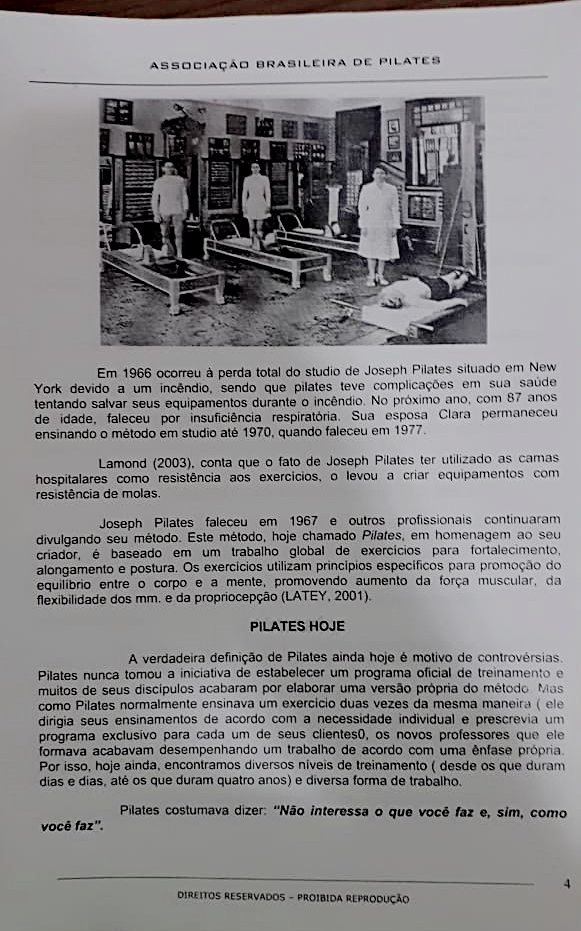 ASSOCIAÇÃO BRASILEIRA DE PILATES
Em 1966 ocorreu à perda total do studio de Joseph Pilates situado em New
York devido a um incêndio, sendo que pilates teve complicações em sua saúde
tentando salvar seus equipamentos durante o incêndio. No próximo ano, com 87 anos
de idade, faleceu por insuficiência respiratória. Sua esposa Clara permaneceu
ensinando o método em studio até 1970, quando faleceu em 1977.
Lamond (2003), conta que o fato de Joseph Pilates ter utilizado as camas
hospitalares como resistência aos exercícios, o levou a criar equipamentos com
resistência de molas.
Joseph Pilates faleceu em 1967 e outros profissionais continuaram
divulgando seu método. Este método, hoje chamado Pilates, em homenagem ao seu
criador, é baseado em um trabalho global de exercícios para fortalecimento,
alongamento e postura. Os exercícios utilizam princípios específicos para promoção do
equilíbrio entre o corpo e a mente, promovendo aumento da força muscular, da
flexibilidade dos mm. e da propriocepção (LATEY, 2001).
PILATES HOJE
A verdadeira definição de Pilates ainda hoje é motivo de controvérsias.
Pilates nunca tomou a iniciativa de estabelecer um programa oficial de treinamento e
muitos de seus discípulos acabaram por elaborar uma versão própria do método. Mas
como Pilates normalmente ensinava um exercício duas vezes da mesma maneira ( ele
dirigia seus ensinamentos de acordo com a necessidade individual e prescrevia um
programa exclusivo para cada um de seus clientes0, os novos professores que ele
formava acabavam desempenhando um trabalho de acordo com uma ênfase própria.
Por isso, hoje ainda, encontramos diversos níveis de treinamento ( desde os que duram
dias e dias, até os que duram quatro anos) e diversa forma de trabalho.
Pilates costumava dizer: "Não interessa o que você faz e, sim, como
você faz".
4
DIREITOS RESERVADOS – PROIBIDA REPRODUÇÃO